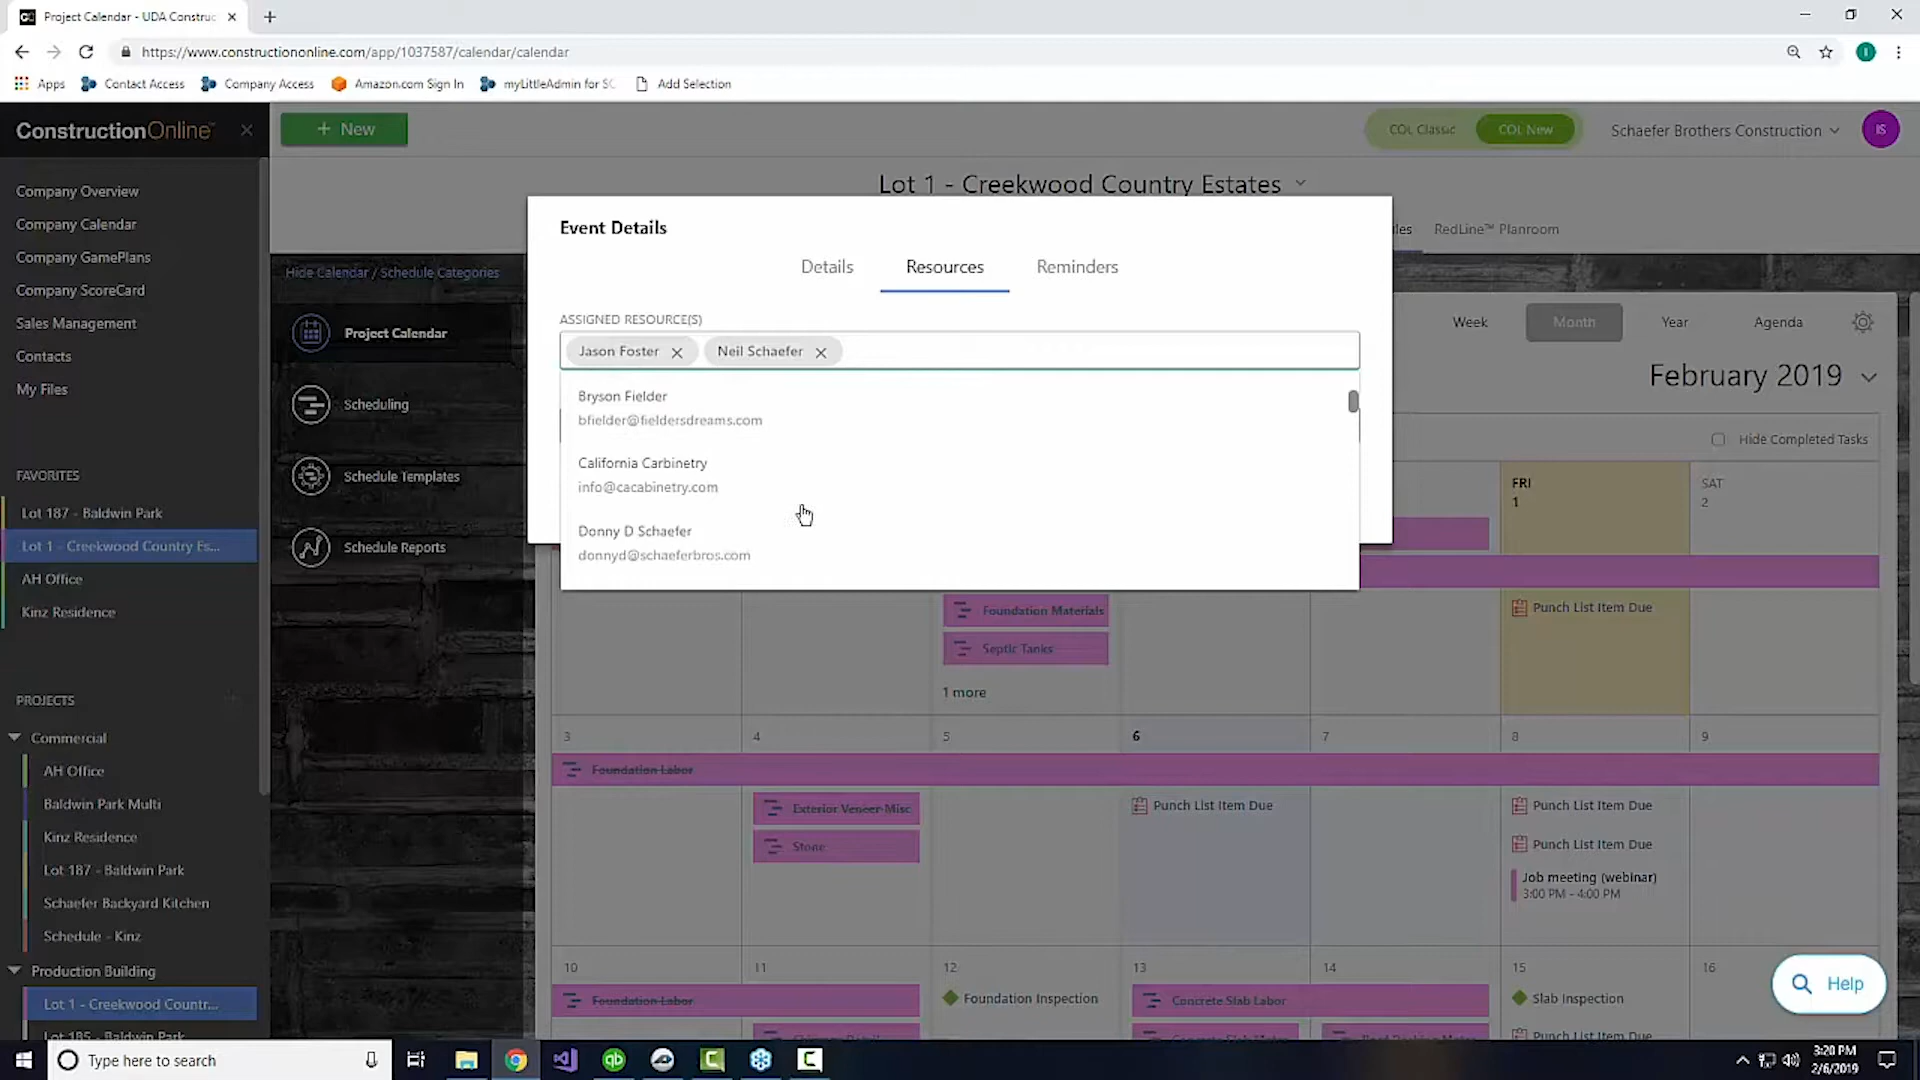 Project Calendar - UDA Construc
https://www.constructiononline.com/app/1037587/calendar/calendar
Apps Contact Access Company Access Amazon.com Sign In myLittleAdmin for SC Add Selection
ConstructionOnline™
+ New
COL Classic COL New Schaefer Brothers Construction IS
Company Overview
Company Calendar
Company GamePlans
Company ScoreCard
Sales Management
Contacts
My Files
FAVORITES
Lot 187 - Baldwin Park
Lot 1 - Creekwood Country Es...
AH Office
Kinz Residence
PROJECTS
Commercial
AH Office
Baldwin Park Multi
Kinz Residence
Lot 187 - Baldwin Park
Schaefer Backyard Kitchen
Schedule - Kinz
Production Building
Lot 1 - Creekwood Countr...
Lot 185 - Baldwin Park
Lot 1 - Creekwood Country Estates
les RedLine™ Planroom
Hide Calendar / Schedule Categories
Project Calendar
Scheduling
Schedule Templates
Schedule Reports
Event Details
Details Resources Reminders
ASSIGNED RESOURCE(S)
Jason Foster Neil Schaefer
Bryson Fielder
bfielder@fieldersdreams.com
California Carbinetry
info@cacabinetry.com
Donny D Schaefer
donnyd@schaeferbros.com
Week Month Year Agenda
February 2019
Hide Completed Tasks
FRI SAT
1 2
Foundation Materials Punch List Item Due
Septic Tanks
1 more
3 4 5 6 7 8 9
Foundation Labor
Exterior Veneer Misc Punch List Item Due Punch List Item Due
Stone Punch List Item Due
Job meeting (webinar)
3:00 PM - 4:00 PM
10 11 12 13 14 15 16
Foundation Labor Foundation Inspection Concrete Slab Labor Slab Inspection
Punch List Item Due
Help
Type here to search
3:20 PM
2/6/2019